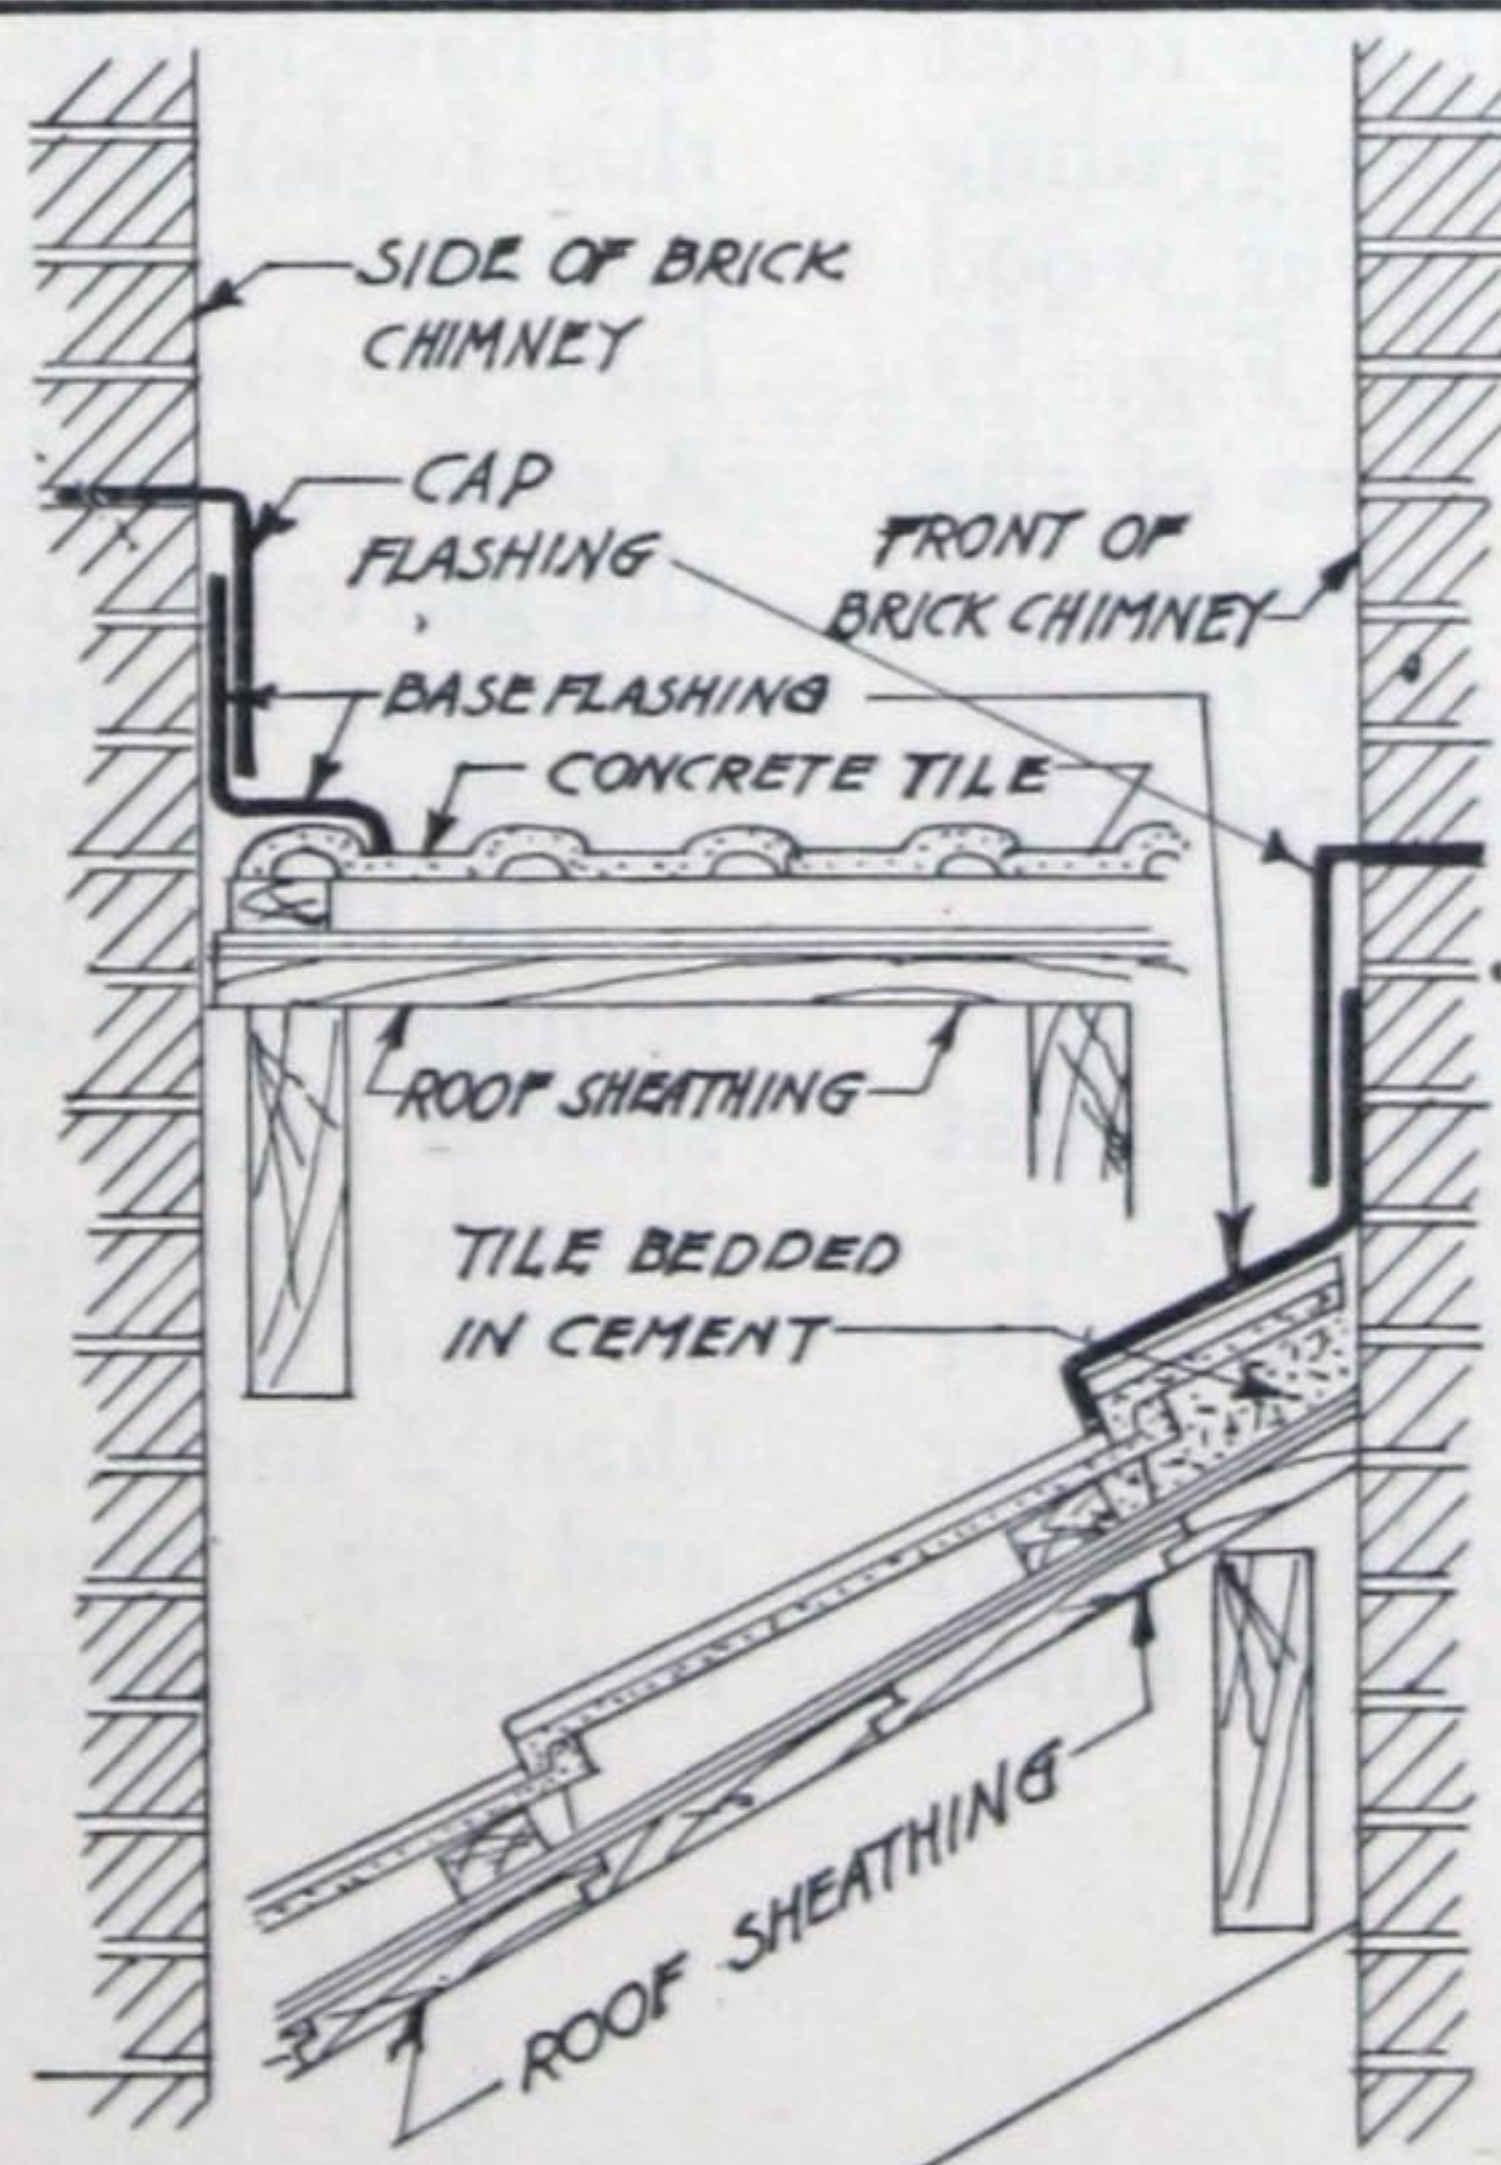 SIDE OF BRICK
CHIMNEY
CAP
FLASHING
FRONT OF
BRICK CHIMNEY
BASE FLASHING
CONCRETE TILE
ROOF SHEATHING
TILE BEDDED
IN CEMENT
ROOF SHEATHING